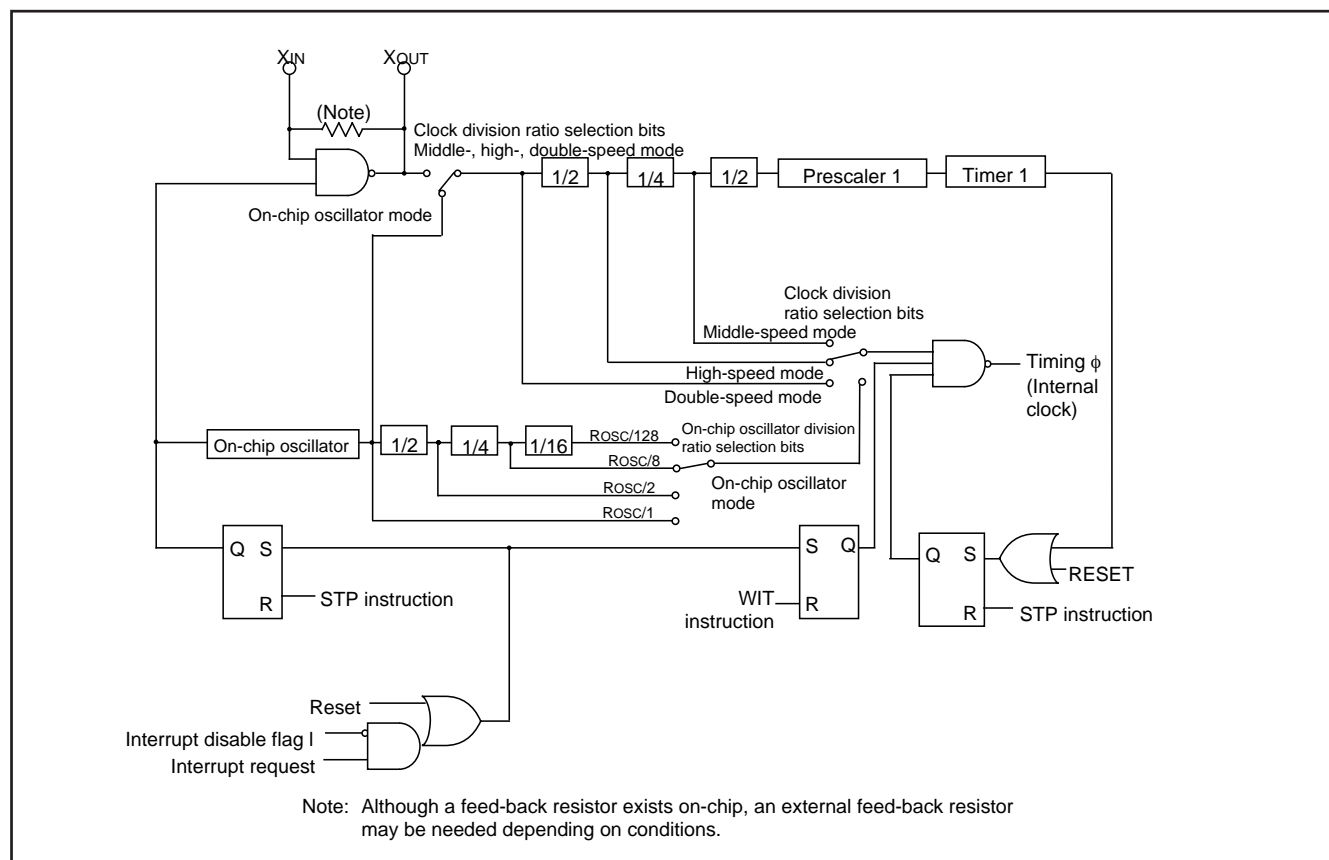 XIN
XOUT
(Note)
Clock division ratio selection bits
Middle-, high-, double-speed mode
1/2
1/4
1/2
Prescaler 1
Timer 1
On-chip oscillator mode
Clock division
ratio selection bits
Middle-speed mode
High-speed mode
Double-speed mode
Timing ϕ
(Internal
clock)
On-chip oscillator
1/2
1/4
1/16
ROSC/128
ROSC/8
ROSC/2
ROSC/1
On-chip oscillator division
ratio selection bits
On-chip oscillator
mode
Q S
R
STP instruction
S Q
R
WIT
instruction
Q S
R
RESET
STP instruction
Reset
Interrupt disable flag I
Interrupt request
Note: Although a feed-back resistor exists on-chip, an external feed-back resistor
may be needed depending on conditions.